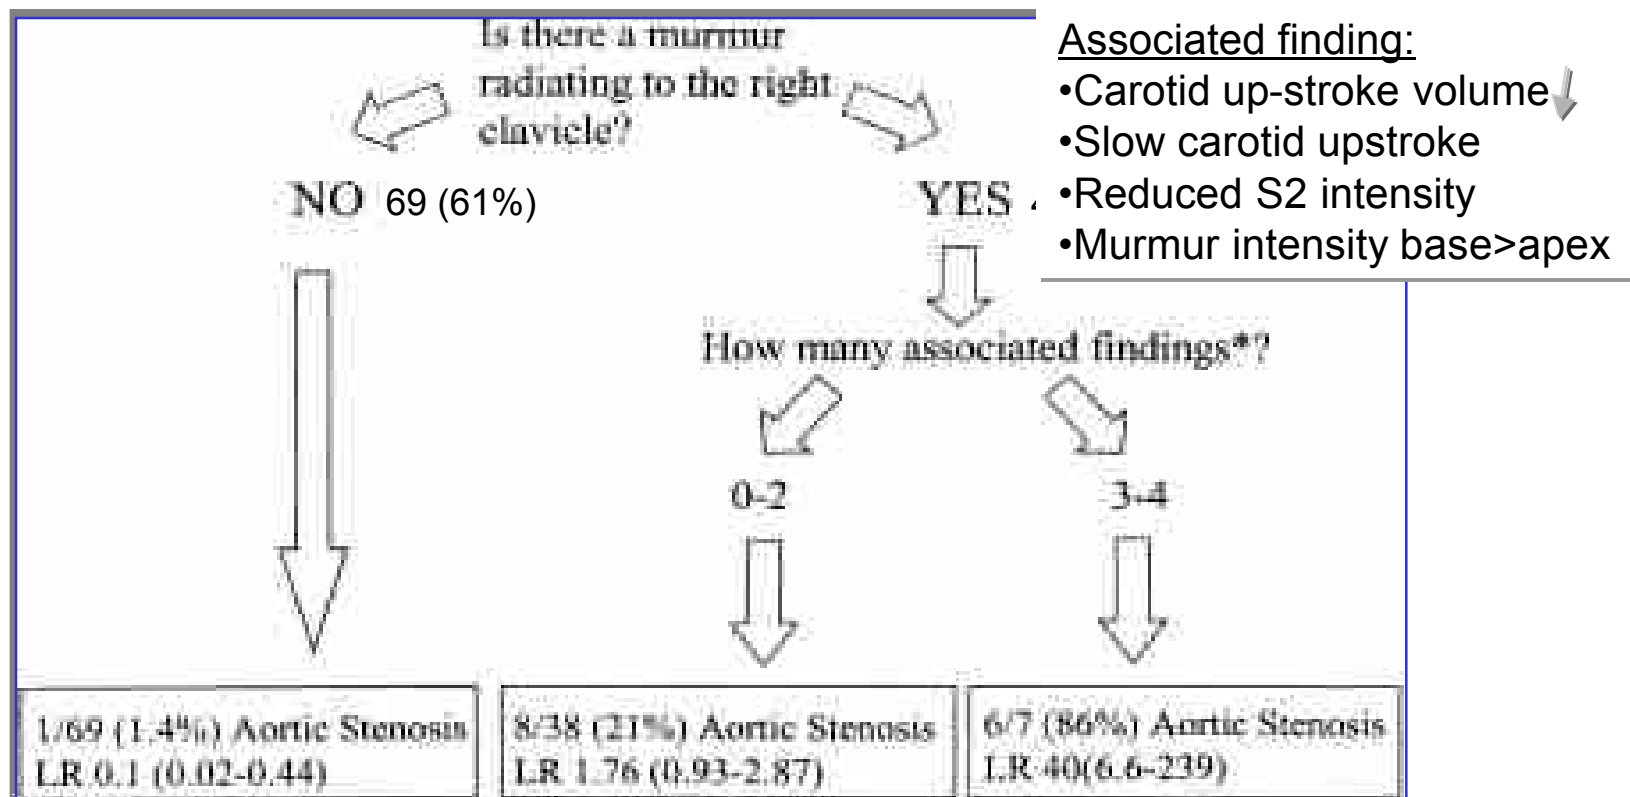 Is there a murmur
radiating to the right
clavicle?
Associated finding:
•Carotid up-stroke volume
•Slow carotid upstroke
•Reduced S2 intensity
•Murmur intensity base>apex
NO 69 (61%)
YES
How many associated findings*?
0-2
3-4
1/69 (1.4%) Aortic Stenosis
LR 0.1 (0.02-0.44)
8/38 (21%) Aortic Stenosis
LR 1.76 (0.93-2.87)
6/7 (86%) Aortic Stenosis
LR 40(6.6-239)